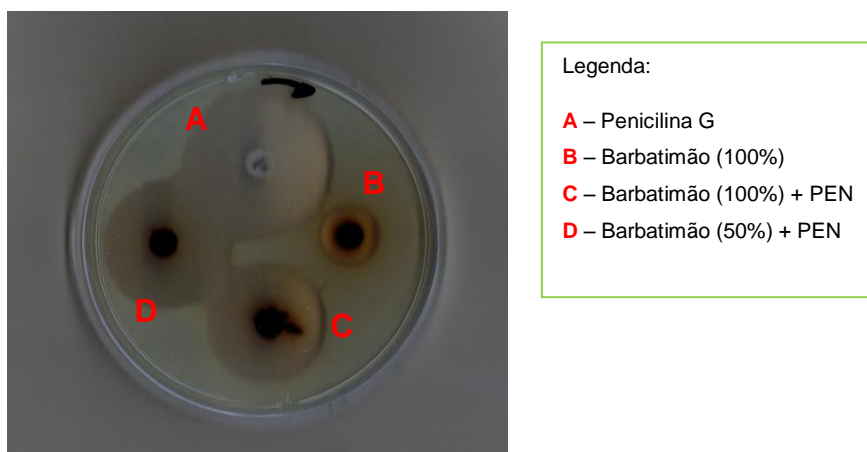 A
B
D
C
Legenda:
A – Penicilina G
B – Barbatimão (100%)
C – Barbatimão (100%) + PEN
D – Barbatimão (50%) + PEN